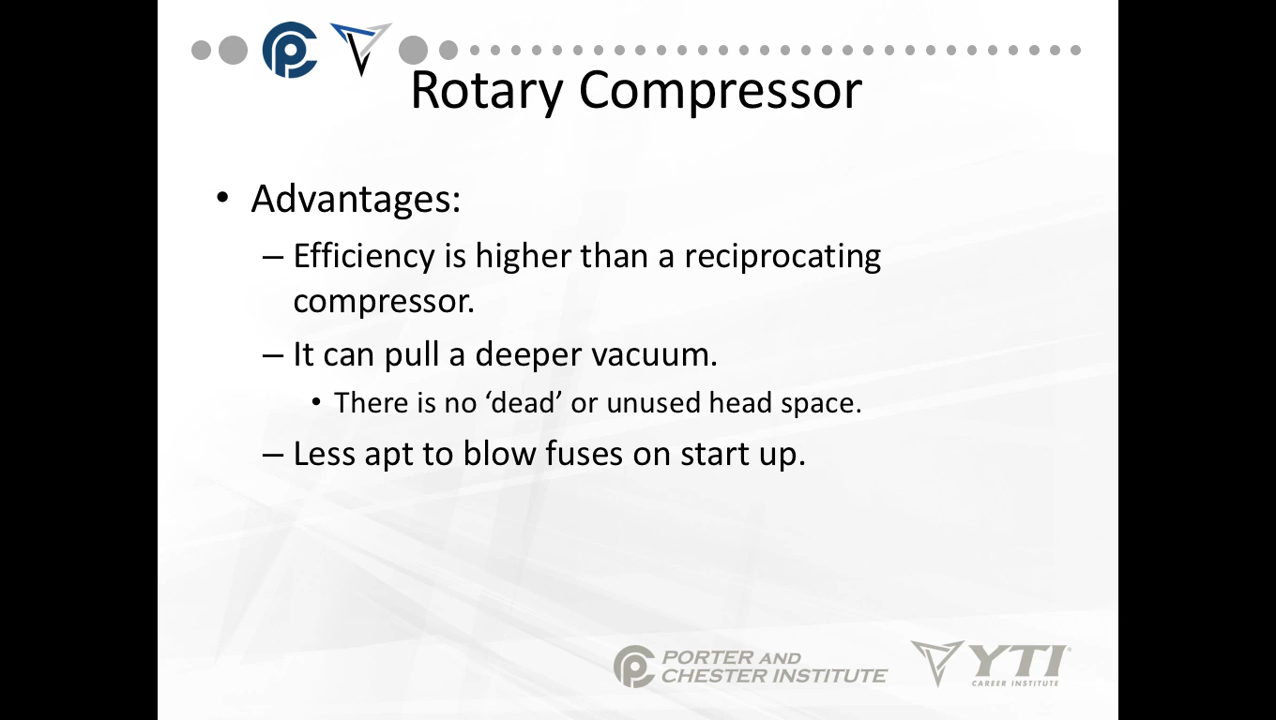 Rotary Compressor
• Advantages:
– Efficiency is higher than a reciprocating
compressor.
– It can pull a deeper vacuum.
• There is no ‘dead’ or unused head space.
– Less apt to blow fuses on start up.
PORTER AND
CHESTER INSTITUTE
YTI®
CAREER INSTITUTE